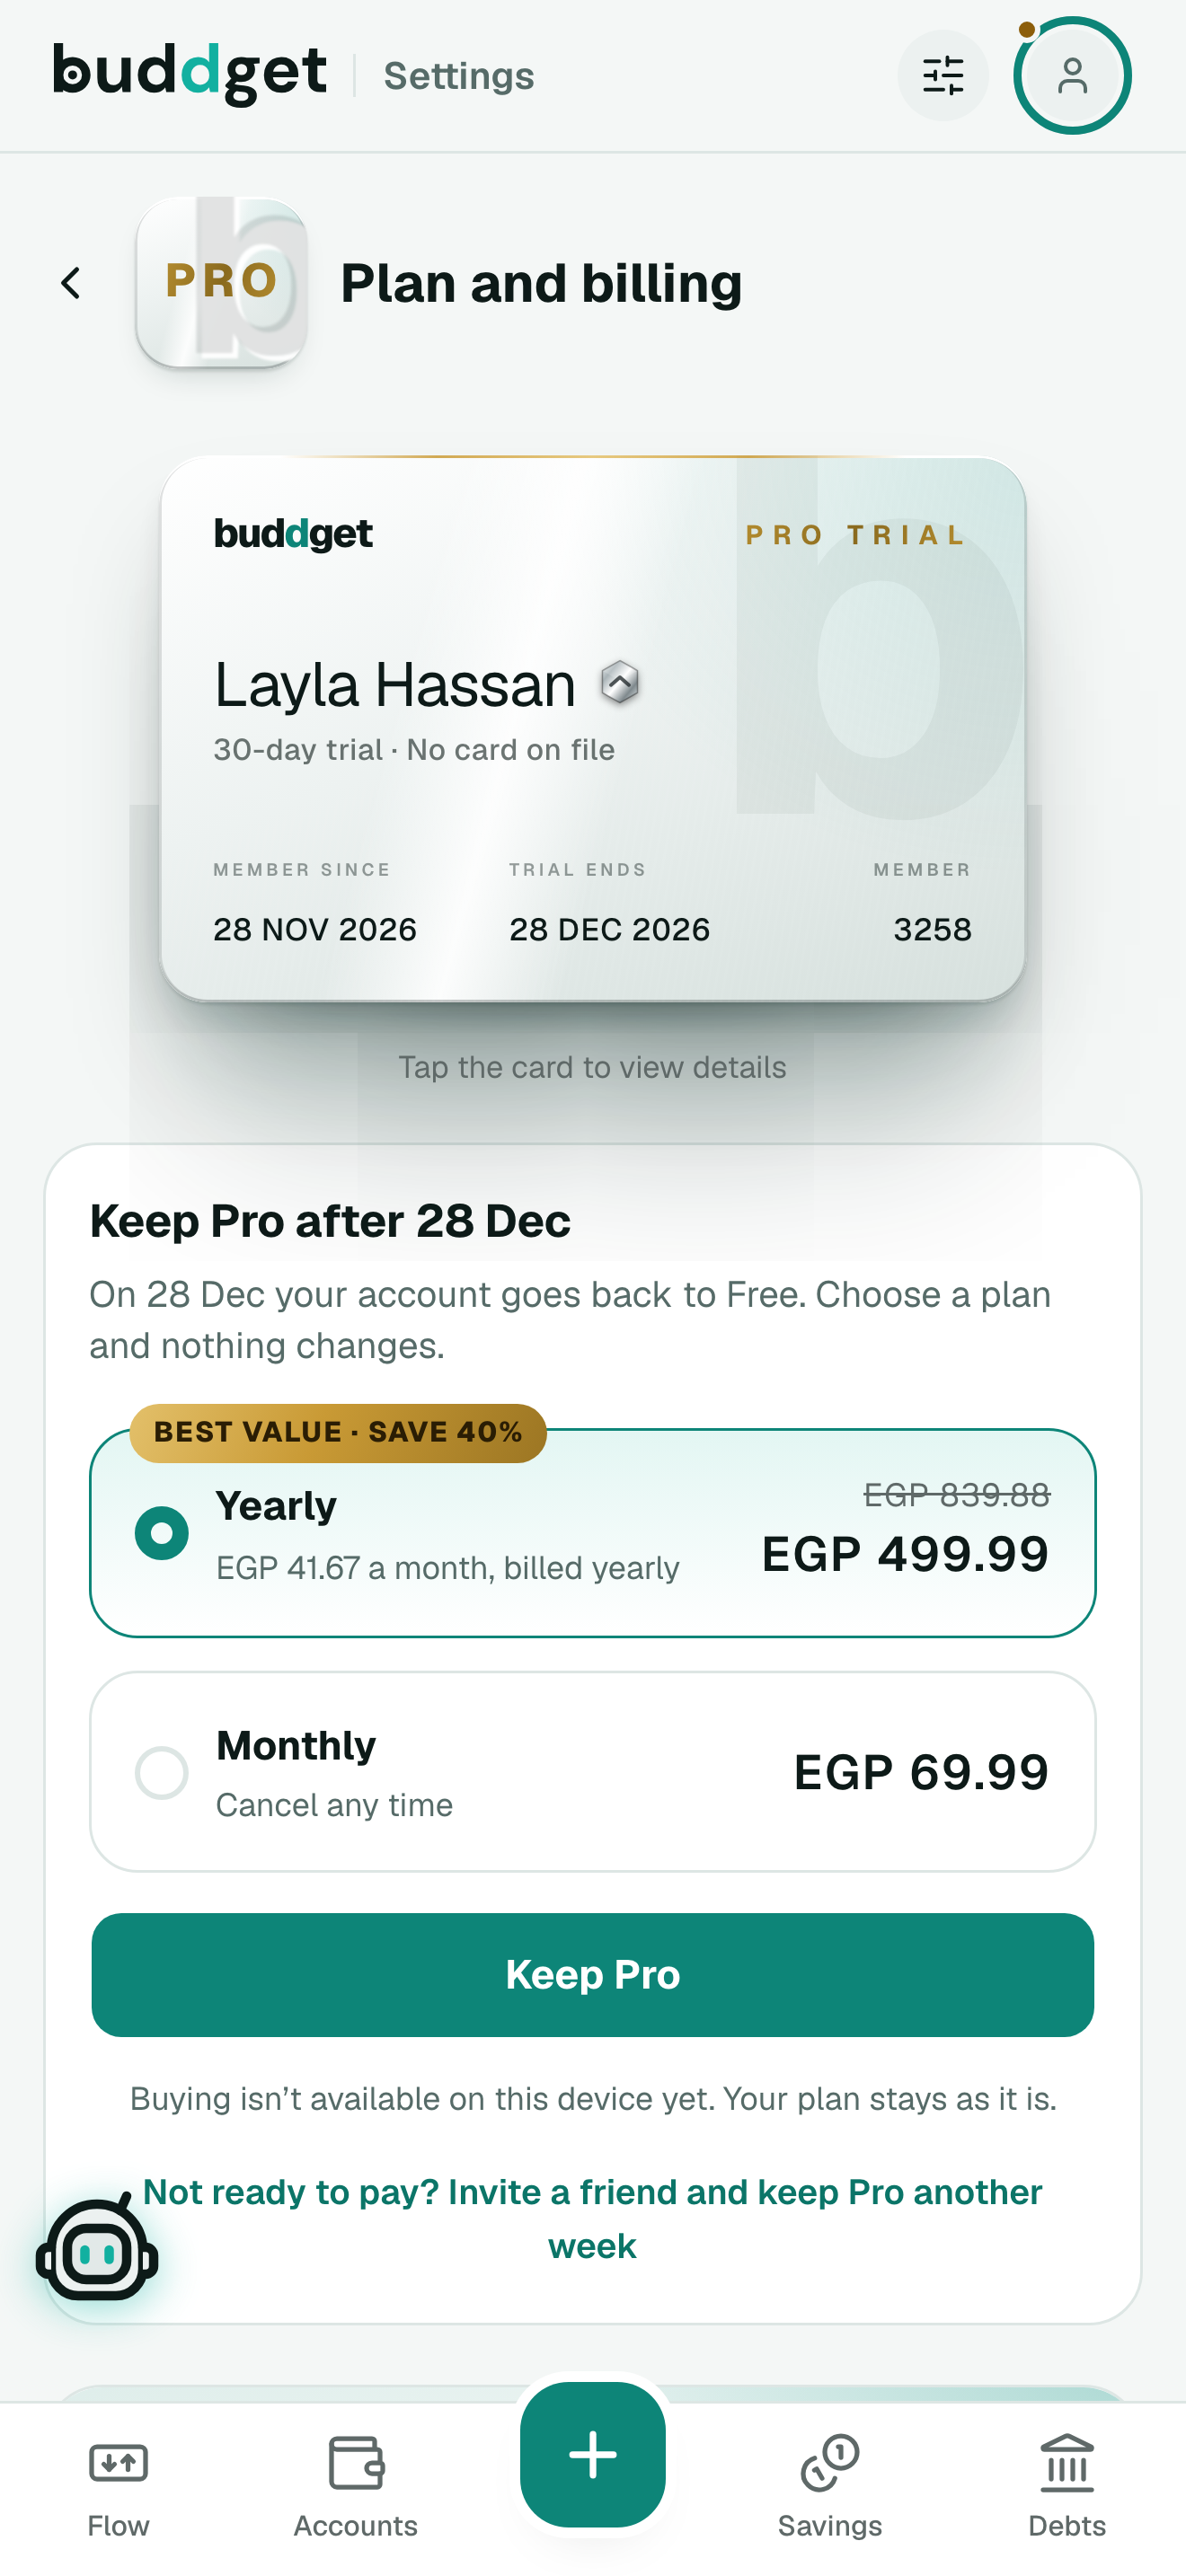 buddget
Settings
PRO
Plan and billing
buddget
PRO TRIAL
Layla Hassan
30-day trial · No card on file
MEMBER SINCE
TRIAL ENDS
MEMBER
28 NOV 2026
28 DEC 2026
3258
Tap the card to view details
Keep Pro after 28 Dec
On 28 Dec your account goes back to Free. Choose a plan
and nothing changes.
BEST VALUE · SAVE 40%
Yearly
EGP 839.88
EGP 41.67 a month, billed yearly
EGP 499.99
Monthly
Cancel any time
EGP 69.99
Keep Pro
Buying isn’t available on this device yet. Your plan stays as it is.
Not ready to pay? Invite a friend and keep Pro another
week
Flow
Accounts
Savings
Debts